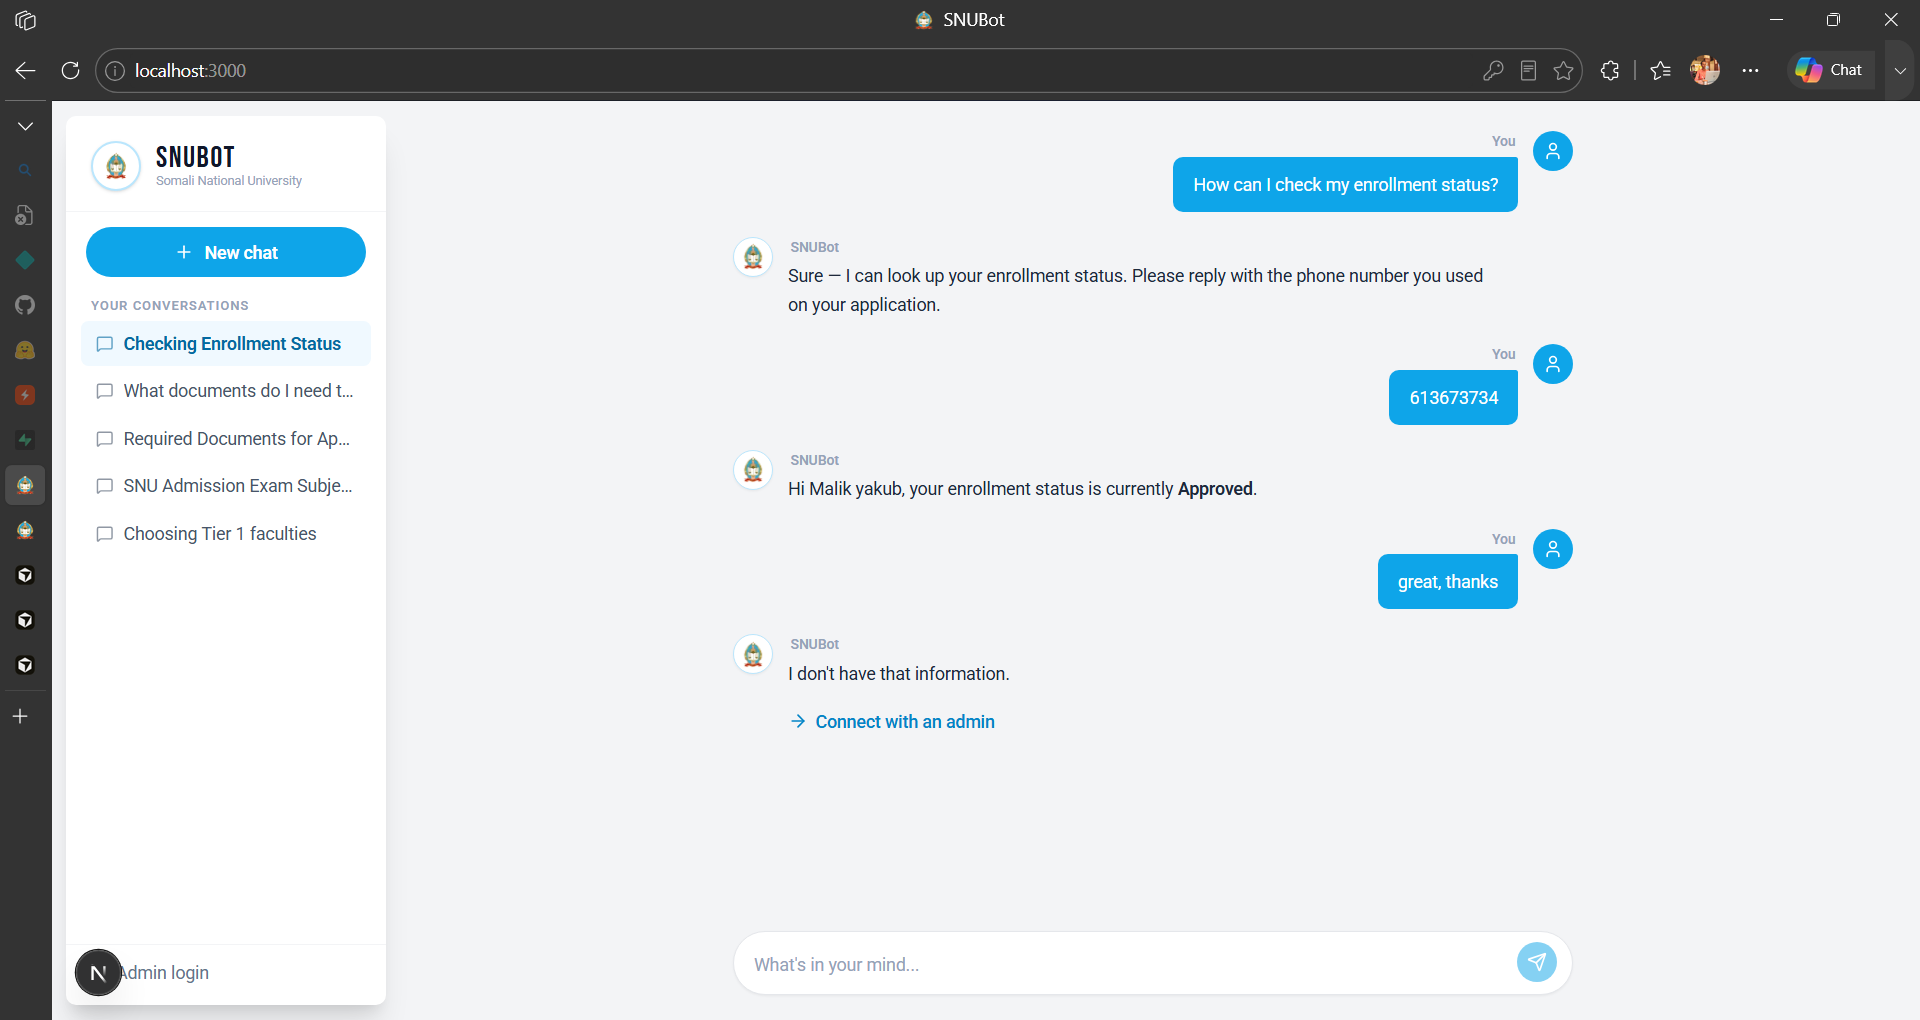 SNUBot
localhost:3000
Chat
SNUBOT
Somali National University
New chat
YOUR CONVERSATIONS
Checking Enrollment Status
What documents do I need t...
Required Documents for Ap...
SNU Admission Exam Subje...
Choosing Tier 1 faculties
N
Admin login
You
How can I check my enrollment status?
SNUBot
Sure — I can look up your enrollment status. Please reply with the phone number you used
on your application.
You
613673734
SNUBot
Hi Malik yakub, your enrollment status is currently Approved.
You
great, thanks
SNUBot
I don't have that information.
Connect with an admin
What's in your mind...